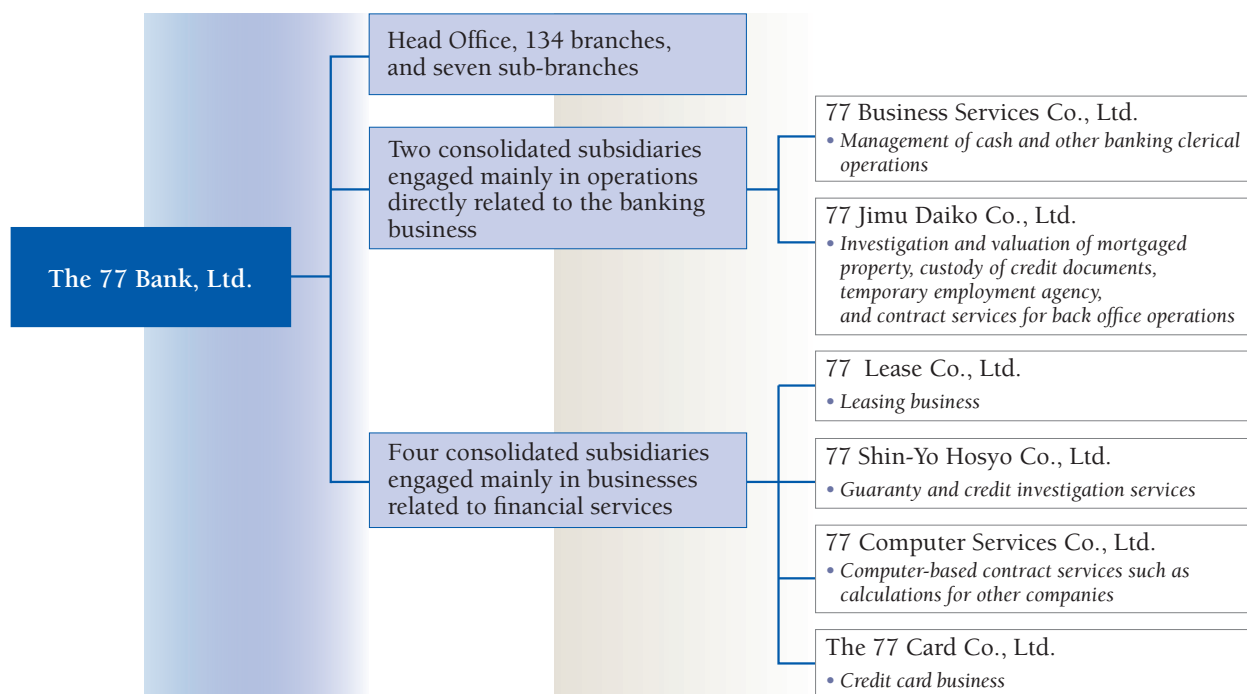 The 77 Bank, Ltd.
Head Office, 134 branches,
and seven sub-branches
Two consolidated subsidiaries
engaged mainly in operations
directly related to the banking
business
77 Business Services Co., Ltd.
• Management of cash and other banking clerical
operations
77 Jimu Daiko Co., Ltd.
• Investigation and valuation of mortgaged
property, custody of credit documents,
temporary employment agency,
and contract services for back office operations
Four consolidated subsidiaries
engaged mainly in businesses
related to financial services
77 Lease Co., Ltd.
• Leasing business
77 Shin-Yo Hosyo Co., Ltd.
• Guaranty and credit investigation services
77 Computer Services Co., Ltd.
• Computer-based contract services such as
calculations for other companies
The 77 Card Co., Ltd.
• Credit card business